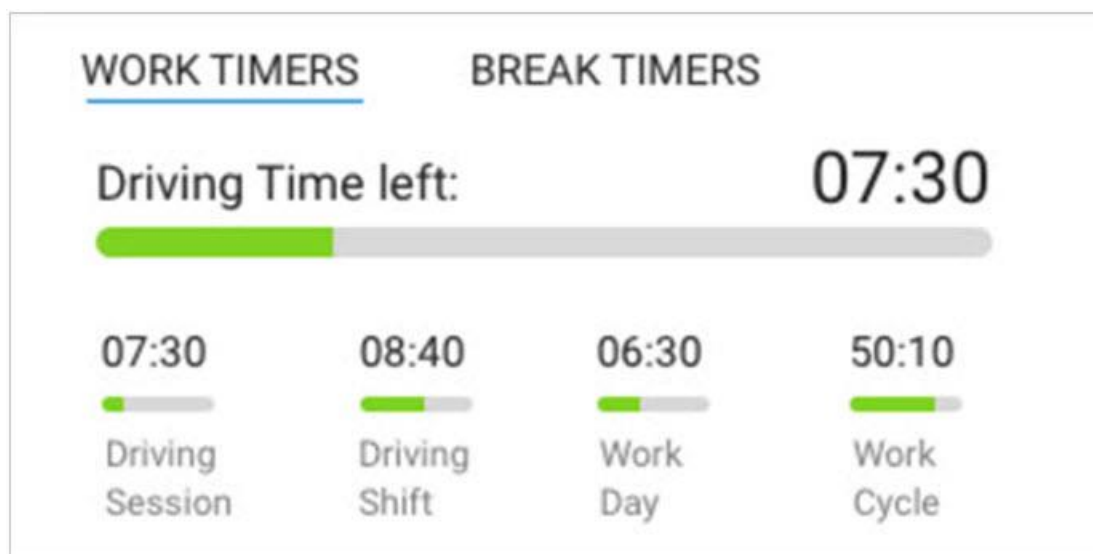 WORK TIMERS BREAK TIMERS
Driving Time left: 07:30
07:30 08:40 06:30 50:10
Driving Driving Work Work
Session Shift Day Cycle